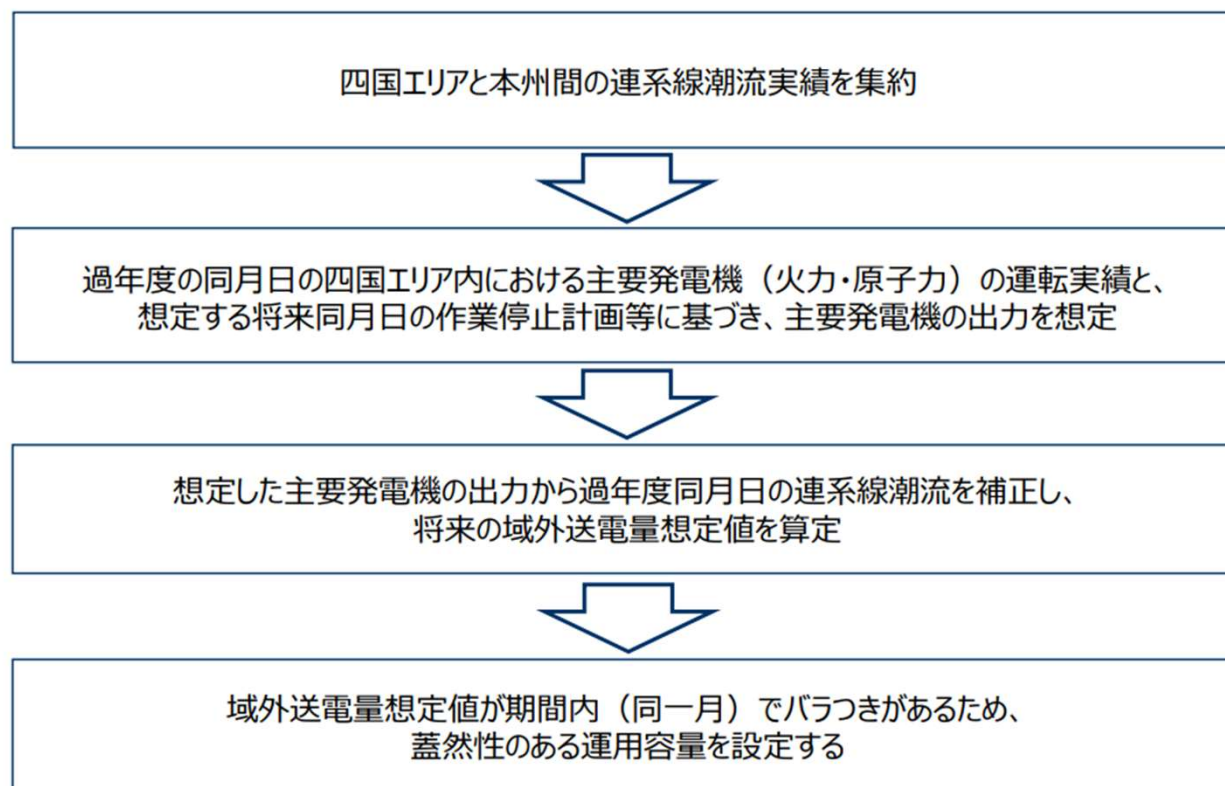 四国エリアと本州間の連系線潮流実績を集約
過年度の同月日の四国エリア内における主要発電機（火力・原子力）の運転実績と、
想定する将来同月日の作業停止計画等に基づき、主要発電機の出力を想定
想定した主要発電機の出力から過年度同月日の連系線潮流を補正し、
将来の域外送電量想定値を算定
域外送電量想定値が期間内（同一月）でバラつきがあるため、
蓋然性のある運用容量を設定する